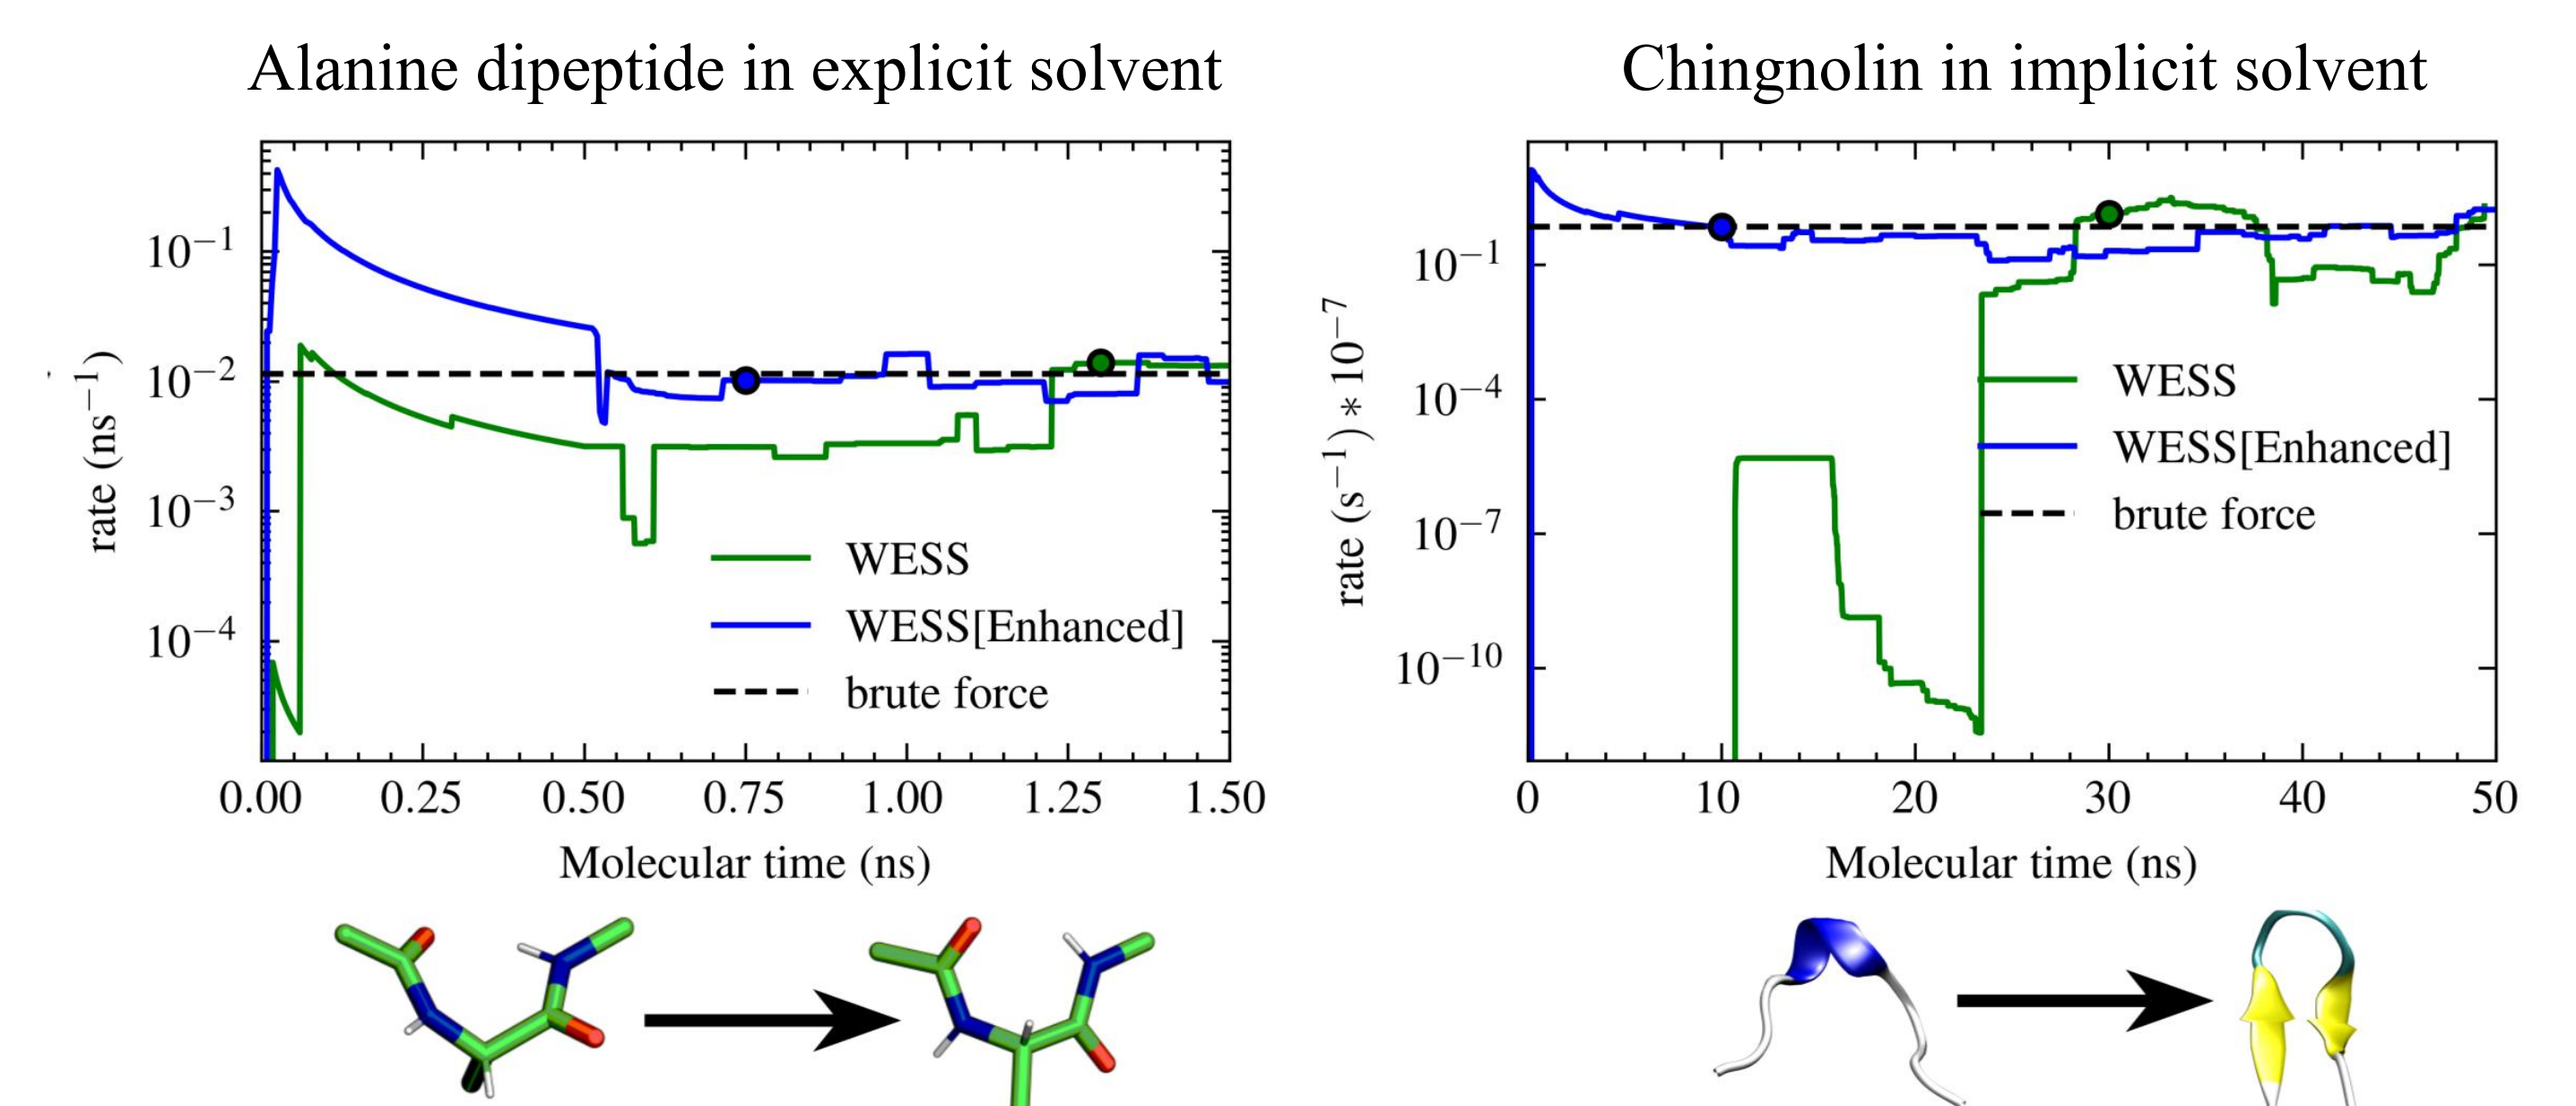 Alanine dipeptide in explicit solvent
rate (ns⁻¹)
10⁻¹
10⁻²
10⁻³
10⁻⁴
WESS
WESS[Enhanced]
brute force
0.00 0.25 0.50 0.75 1.00 1.25 1.50
Molecular time (ns)
Chingnolin in implicit solvent
rate (s⁻¹) * 10⁻⁷
10⁻¹
10⁻⁴
10⁻⁷
10⁻¹⁰
WESS
WESS[Enhanced]
brute force
0 10 20 30 40 50
Molecular time (ns)